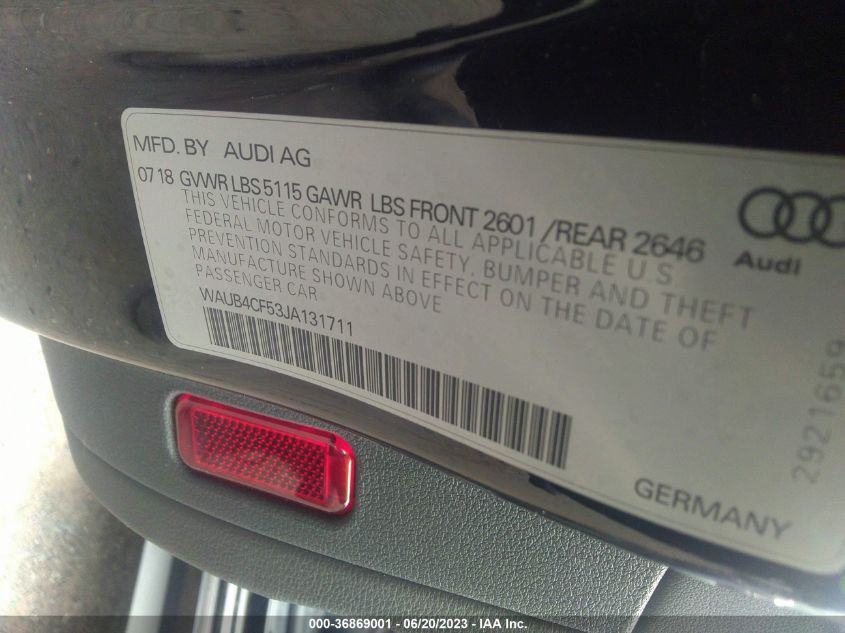 MFD. BY AUDI AG
07 18 GVWR LBS 5115 GAWR LBS FRONT 2601 / REAR 2646
THIS VEHICLE CONFORMS TO ALL APPLICABLE U S
FEDERAL MOTOR VEHICLE SAFETY. BUMPER AND THEFT
PREVENTION STANDARDS IN EFFECT ON THE DATE OF
MANUFACTURE SHOWN ABOVE
PASSENGER CAR
WAUB4CF53JA131711
Audi
2921659
GERMANY
000-36869001 - 06/20/2023 - IAA Inc.